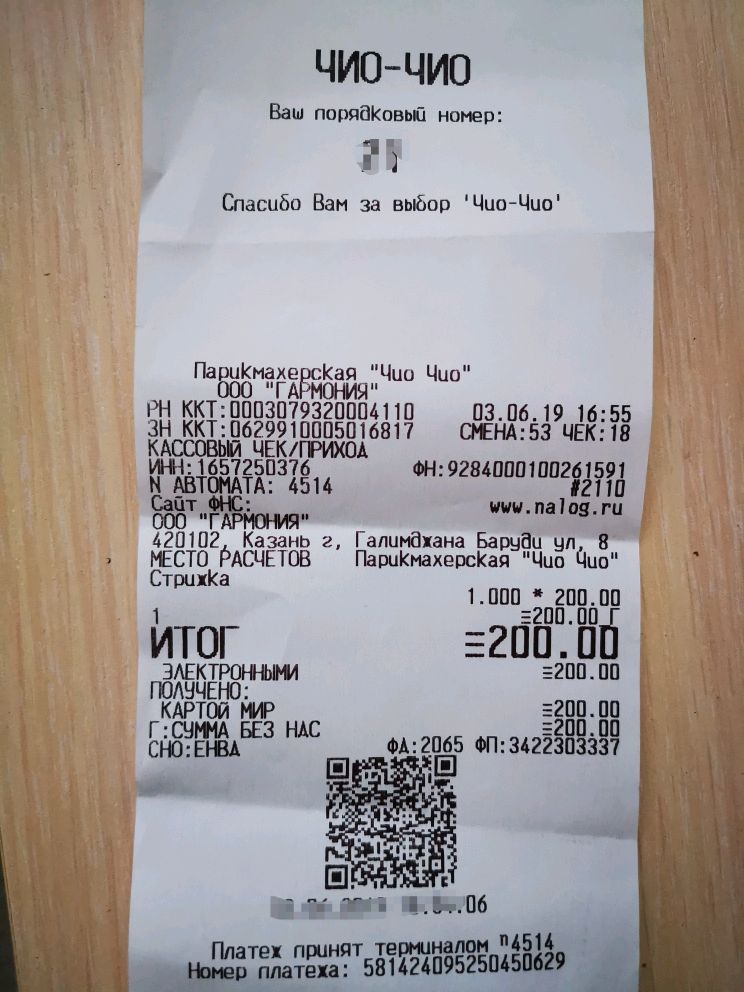 ЧИО-ЧИО
Ваш порядковый номер:
Спасибо Вам за выбор 'Чио-Чио'
Парикмахерская "Чио Чио"
ООО "ГАРМОНИЯ"
РН ККТ:0003079320004110 03.06.19 16:55
ЗН ККТ:0629910005016817 СМЕНА:53 ЧЕК:18
КАССОВЫЙ ЧЕК/ПРИХОД
ИНН:1657250376 ФН:9284000100261591
N АВТОМАТА: 4514 #2110
Сайт ФНС: www.nalog.ru
ООО "ГАРМОНИЯ"
420102, Казань г, Галимджана Баруди ул, 8
МЕСТО РАСЧЕТОВ Парикмахерская "Чио Чио"
Стрижка
1.000 * 200.00
1 ≡200.00 Г
ИТОГ ≡200.00
ЭЛЕКТРОННЫМИ ≡200.00
ПОЛУЧЕНО:
КАРТОЙ МИР ≡200.00
Г:СУММА БЕЗ НДС ≡200.00
СНО:ЕНВД ФД:2065 ФП:3422303337
Платеж принят терминалом п4514
Номер платежа: 581424095250450629